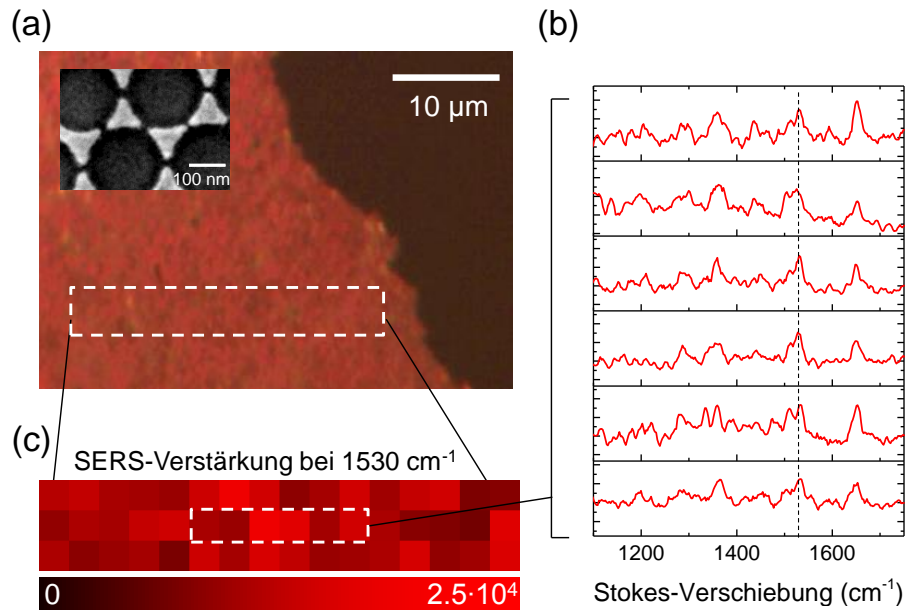 (a)
10 µm
100 nm
(b)
1200 1400 1600
Stokes-Verschiebung (cm⁻¹)
(c)
SERS-Verstärkung bei 1530 cm⁻¹
0 2.5·10⁴